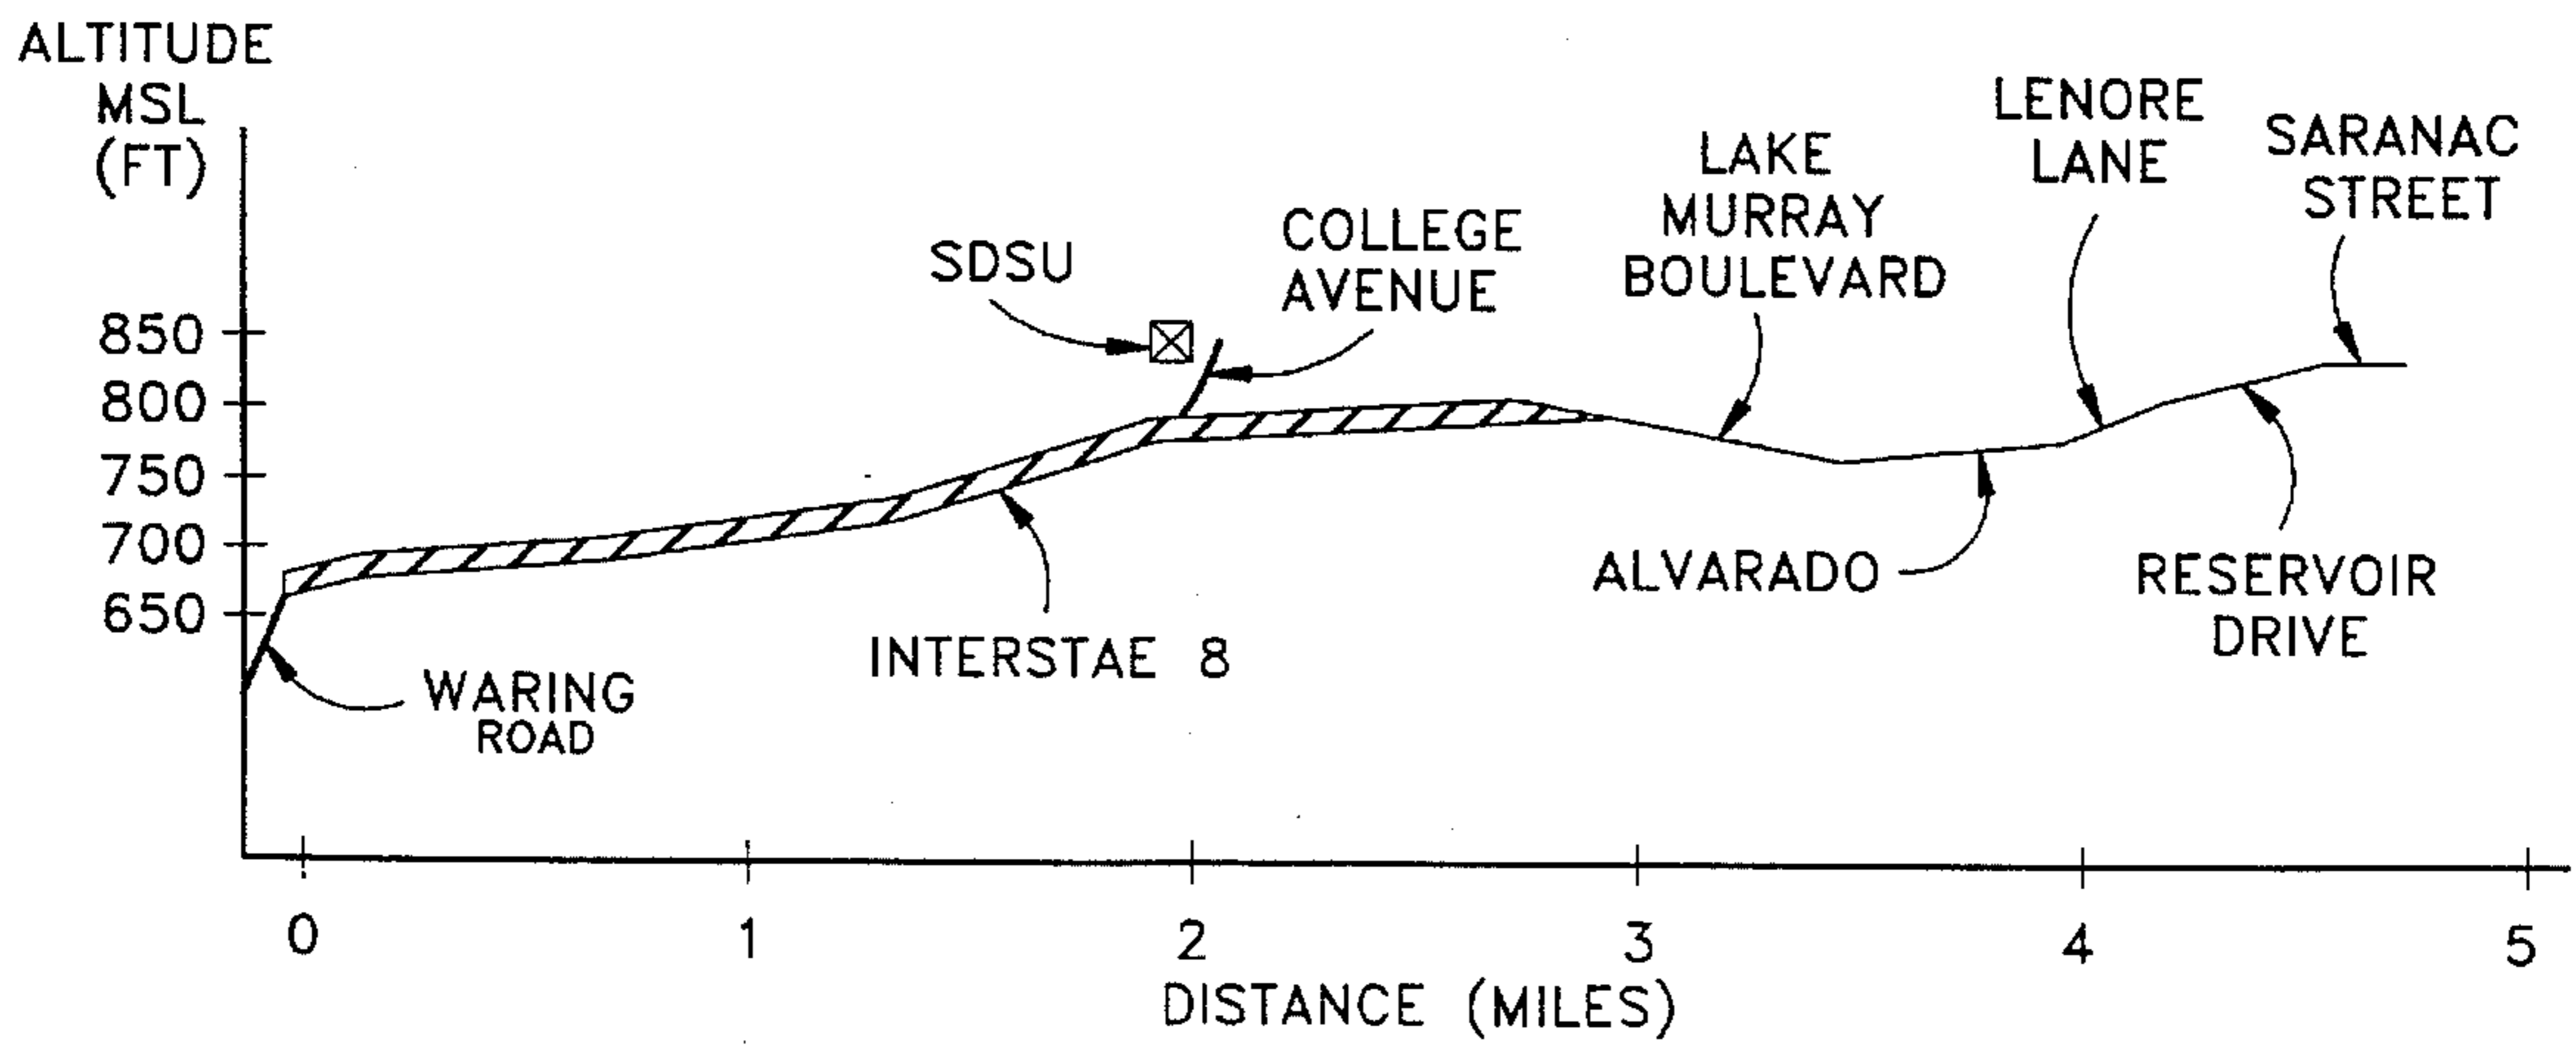 ALTITUDE
MSL
(FT)
LENORE
LANE
SARANAC
STREET
LAKE
MURRAY
BOULEVARD
COLLEGE
AVENUE
SDSU
850
800
750
700
650
ALVARADO
RESERVOIR
DRIVE
INTERSTAE 8
WARING
ROAD
0 1 2 3 4 5
DISTANCE (MILES)